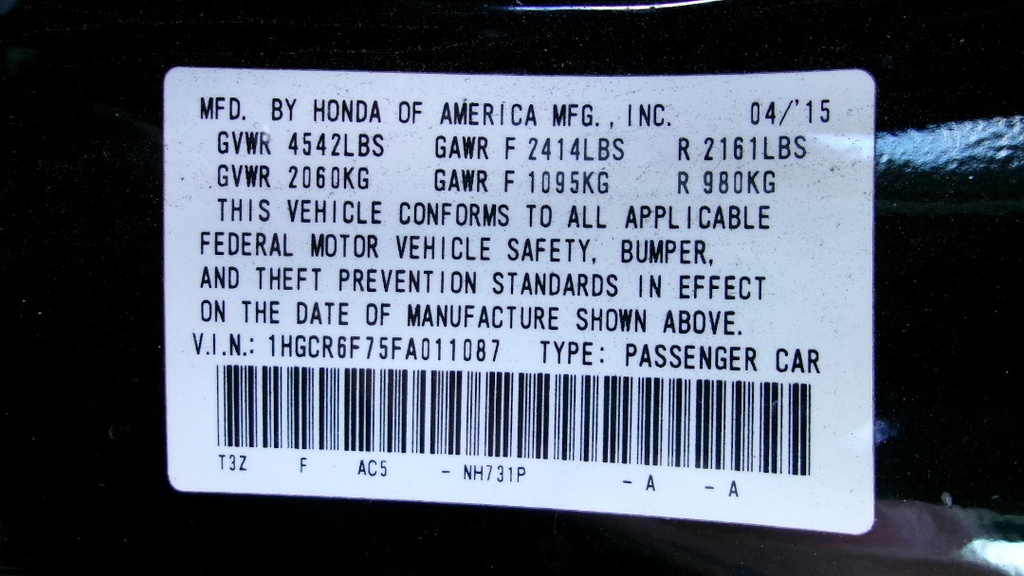 MFD. BY HONDA OF AMERICA MFG., INC. 04/'15
GVWR 4542LBS GAWR F 2414LBS R 2161LBS
GVWR 2060KG GAWR F 1095KG R 980KG
THIS VEHICLE CONFORMS TO ALL APPLICABLE
FEDERAL MOTOR VEHICLE SAFETY, BUMPER,
AND THEFT PREVENTION STANDARDS IN EFFECT
ON THE DATE OF MANUFACTURE SHOWN ABOVE.
V.I.N.: 1HGCR6F75FA011087 TYPE: PASSENGER CAR
T3Z F AC5 - NH731P - A - A